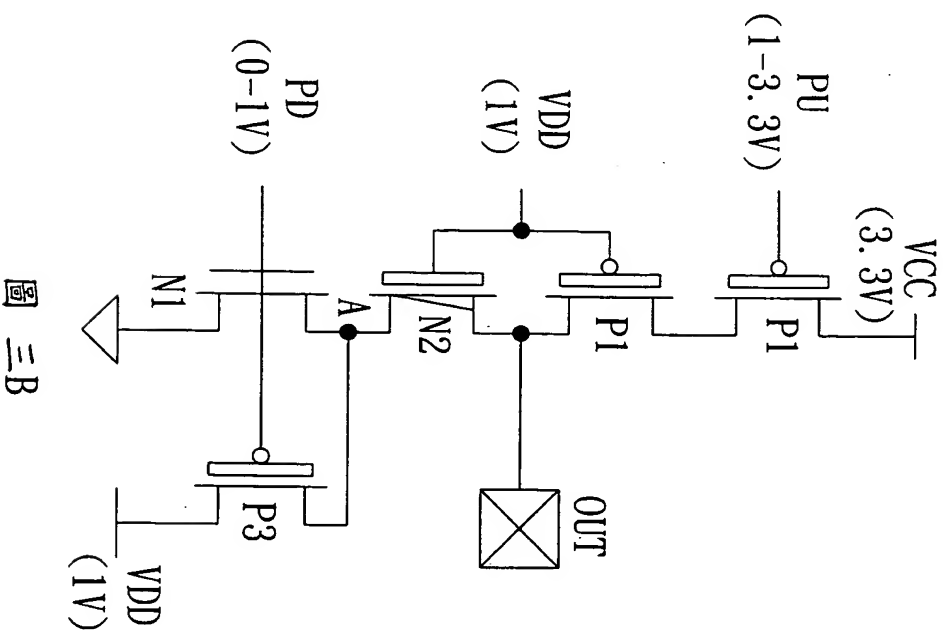 VCC
(3.3V)
PU
(1-3.3V)
P1
VDD
(1V)
P1
OUT
N2
A
PD
(0-1V)
N1
P3
VDD
(1V)
圖 三B